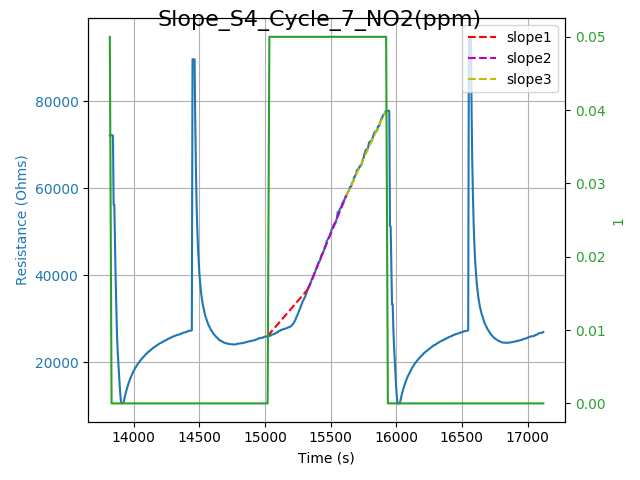 Slope_S4_Cycle_7_NO2(ppm)
slope1
slope2
slope3
80000
60000
40000
20000
Resistance (Ohms)
0.05
0.04
0.03
0.02
0.01
0.00
1
14000 14500 15000 15500 16000 16500 17000
Time (s)